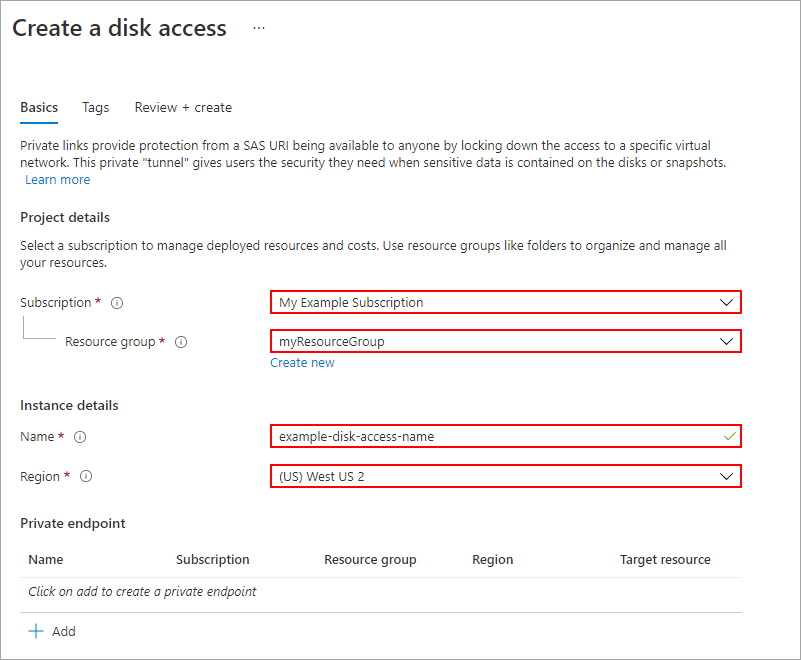 Create a disk access ...
Basics Tags Review + create
Private links provide protection from a SAS URI being available to anyone by locking down the access to a specific virtual
network. This private "tunnel" gives users the security they need when sensitive data is contained on the disks or snapshots.
Learn more
Project details
Select a subscription to manage deployed resources and costs. Use resource groups like folders to organize and manage all
your resources.
Subscription * My Example Subscription
Resource group * myResourceGroup
Create new
Instance details
Name * example-disk-access-name
Region * (US) West US 2
Private endpoint
Name Subscription Resource group Region Target resource
Click on add to create a private endpoint
+ Add